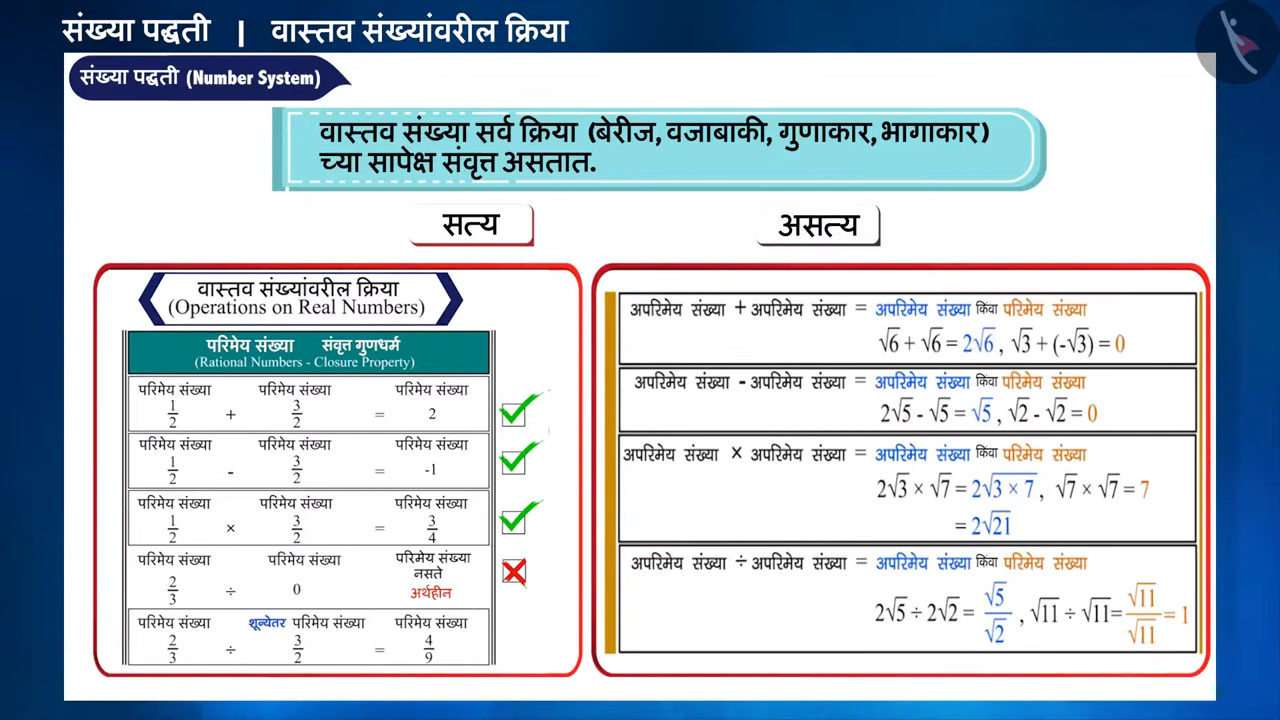 संख्या पद्धती | वास्तव संख्यांवरील क्रिया
संख्या पद्धती (Number System)
वास्तव संख्या सर्व क्रिया (बेरीज, वजाबाकी, गुणाकार, भागाकार)
च्या सापेक्ष संवृत्त असतात.
सत्य
असत्य
वास्तव संख्यांवरील क्रिया
(Operations on Real Numbers)
परिमेय संख्या संवृत्त गुणधर्म
(Rational Numbers - Closure Property)
परिमेय संख्या परिमेय संख्या परिमेय संख्या
1/2 + 3/2 = 2
परिमेय संख्या परिमेय संख्या परिमेय संख्या
1/2 - 3/2 = -1
परिमेय संख्या परिमेय संख्या परिमेय संख्या
1/2 × 3/2 = 3/4
परिमेय संख्या परिमेय संख्या परिमेय संख्या
नसते
2/3 ÷ 0 अर्थहीन
परिमेय संख्या शून्येतर परिमेय संख्या परिमेय संख्या
2/3 ÷ 3/2 = 4/9
अपरिमेय संख्या + अपरिमेय संख्या = अपरिमेय संख्या किंवा परिमेय संख्या
√6 + √6 = 2√6 , √3 + (-√3) = 0
अपरिमेय संख्या - अपरिमेय संख्या = अपरिमेय संख्या किंवा परिमेय संख्या
2√5 - √5 = √5 , √2 - √2 = 0
अपरिमेय संख्या × अपरिमेय संख्या = अपरिमेय संख्या किंवा परिमेय संख्या
2√3 × √7 = 2√3 × 7 , √7 × √7 = 7
= 2√21
अपरिमेय संख्या ÷ अपरिमेय संख्या = अपरिमेय संख्या किंवा परिमेय संख्या
2√5 ÷ 2√2 = √5/√2 , √11 ÷ √11 = √11/√11 = 1